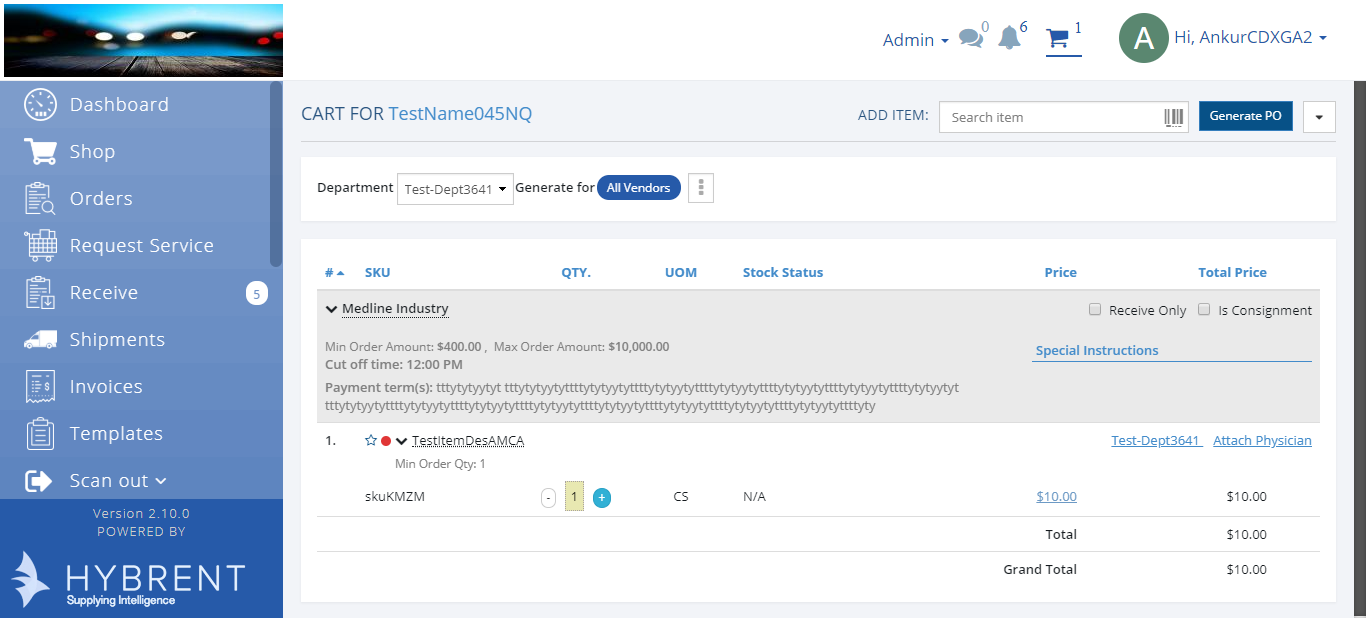 Admin
0
6
1
A
Hi, AnkurCDXGA2
Dashboard
Shop
Orders
Request Service
Receive
5
Shipments
Invoices
Templates
Scan out
Version 2.10.0
POWERED BY
HYBRENT
Supplying Intelligence
CART FOR TestName045NQ
ADD ITEM:
Search item
Generate PO
Department
Test-Dept3641
Generate for
All Vendors
# SKU QTY. UOM Stock Status Price Total Price
Medline Industry
Receive Only
Is Consignment
Min Order Amount: $400.00 , Max Order Amount: $10,000.00
Cut off time: 12:00 PM
Special Instructions
Payment term(s): tttytytyytyt tttytytyytyttttytytyytyttttytytyytyttttytytyytyttttytytyytyttttytytyytyttttytytyytyt
tttytytyytyttttytytyytyttttytytyytyttttytytyytyttttytytyytyttttytytyytyttttytytyytyttttytytyytyttttyty
1.
TestItemDesAMCA
Test-Dept3641
Attach Physician
Min Order Qty: 1
skuKMZM - 1 + CS N/A $10.00 $10.00
Total $10.00
Grand Total $10.00